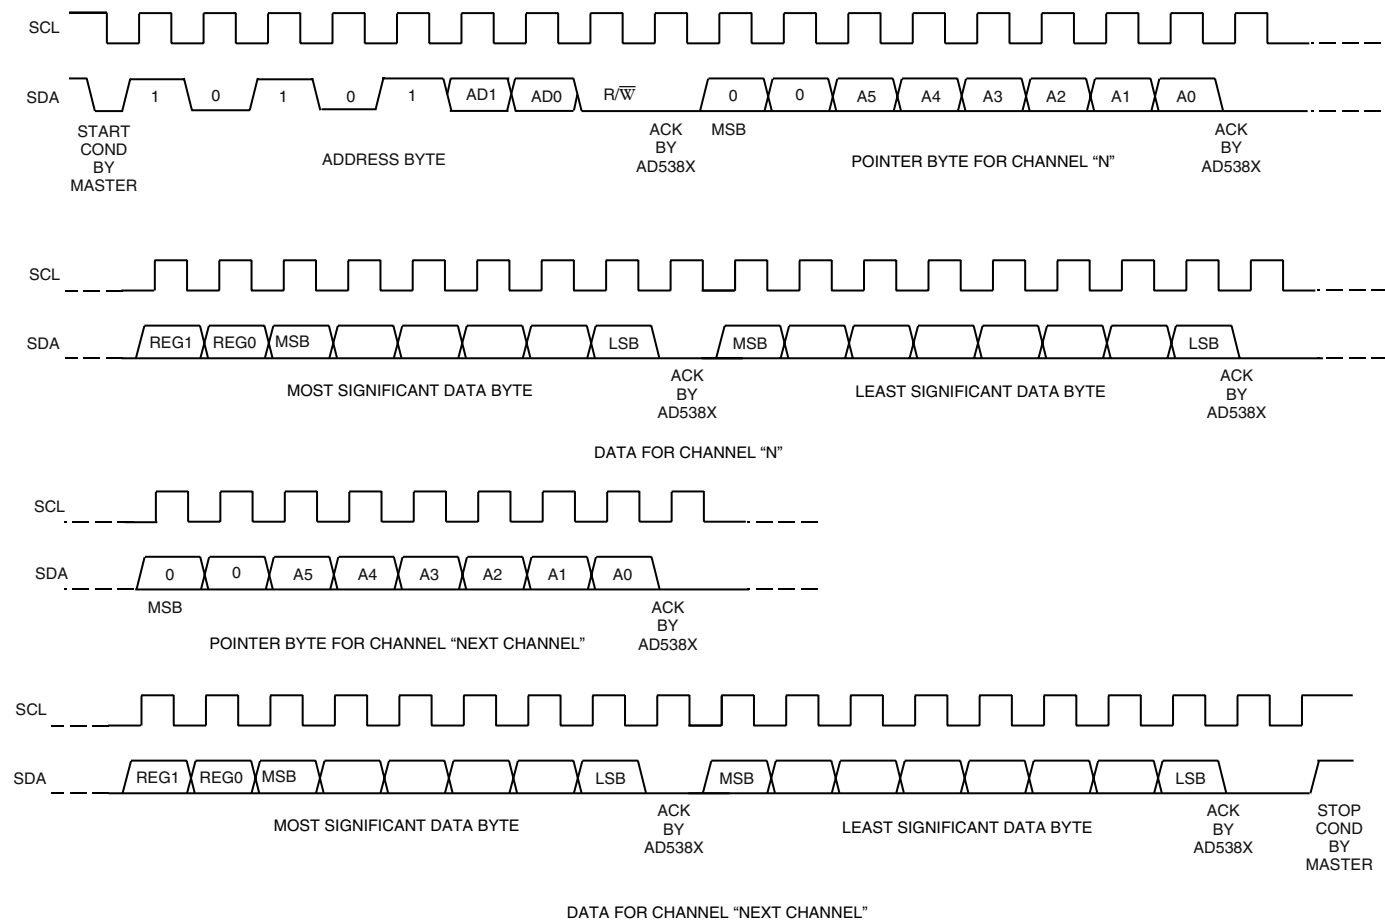 SCL
SDA
1 0 1 0 1 AD1 AD0 R/W̅ 0 0 A5 A4 A3 A2 A1 A0
START
COND
BY
MASTER
ADDRESS BYTE
ACK
BY
AD538X
MSB
POINTER BYTE FOR CHANNEL “N”
ACK
BY
AD538X
SCL
SDA
REG1 REG0 MSB LSB MSB LSB
MOST SIGNIFICANT DATA BYTE
ACK
BY
AD538X
LEAST SIGNIFICANT DATA BYTE
ACK
BY
AD538X
DATA FOR CHANNEL “N”
SCL
SDA
0 0 A5 A4 A3 A2 A1 A0
MSB
POINTER BYTE FOR CHANNEL “NEXT CHANNEL”
ACK
BY
AD538X
SCL
SDA
REG1 REG0 MSB LSB MSB LSB
MOST SIGNIFICANT DATA BYTE
ACK
BY
AD538X
LEAST SIGNIFICANT DATA BYTE
ACK
BY
AD538X
STOP
COND
BY
MASTER
DATA FOR CHANNEL “NEXT CHANNEL”